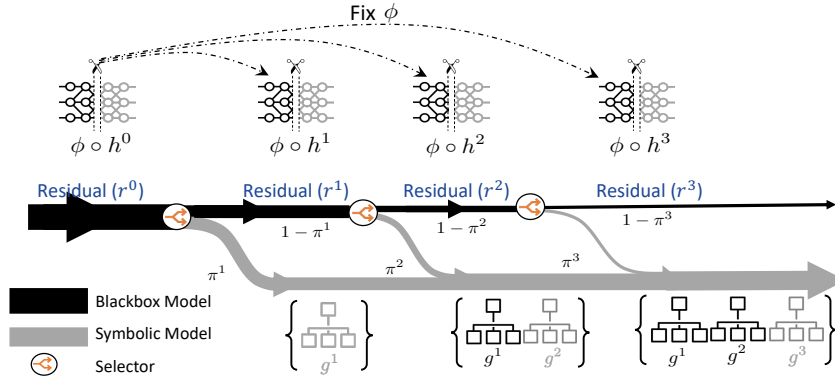 Fix ϕ
ϕ ∘ h⁰ ϕ ∘ h¹ ϕ ∘ h² ϕ ∘ h³
Residual (r⁰) Residual (r¹) Residual (r²) Residual (r³)
1 − π¹ 1 − π² 1 − π³
π¹ π² π³
Blackbox Model
Symbolic Model
Selector
g¹ g¹ g² g¹ g² g³